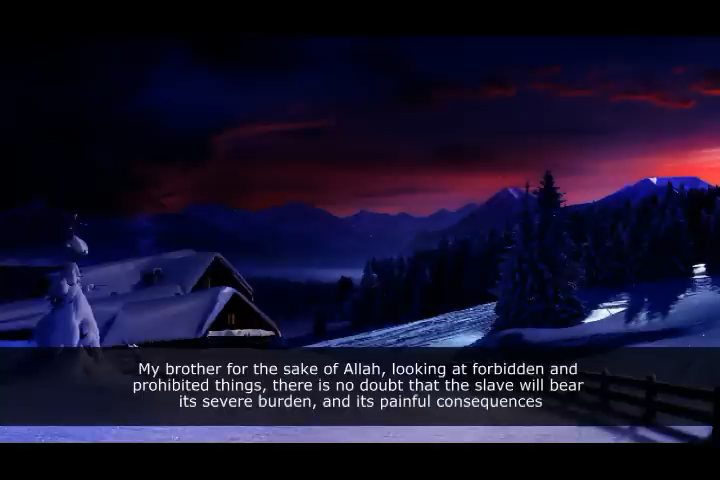 My brother for the sake of Allah, looking at forbidden and
prohibited things, there is no doubt that the slave will bear
its severe burden, and its painful consequences